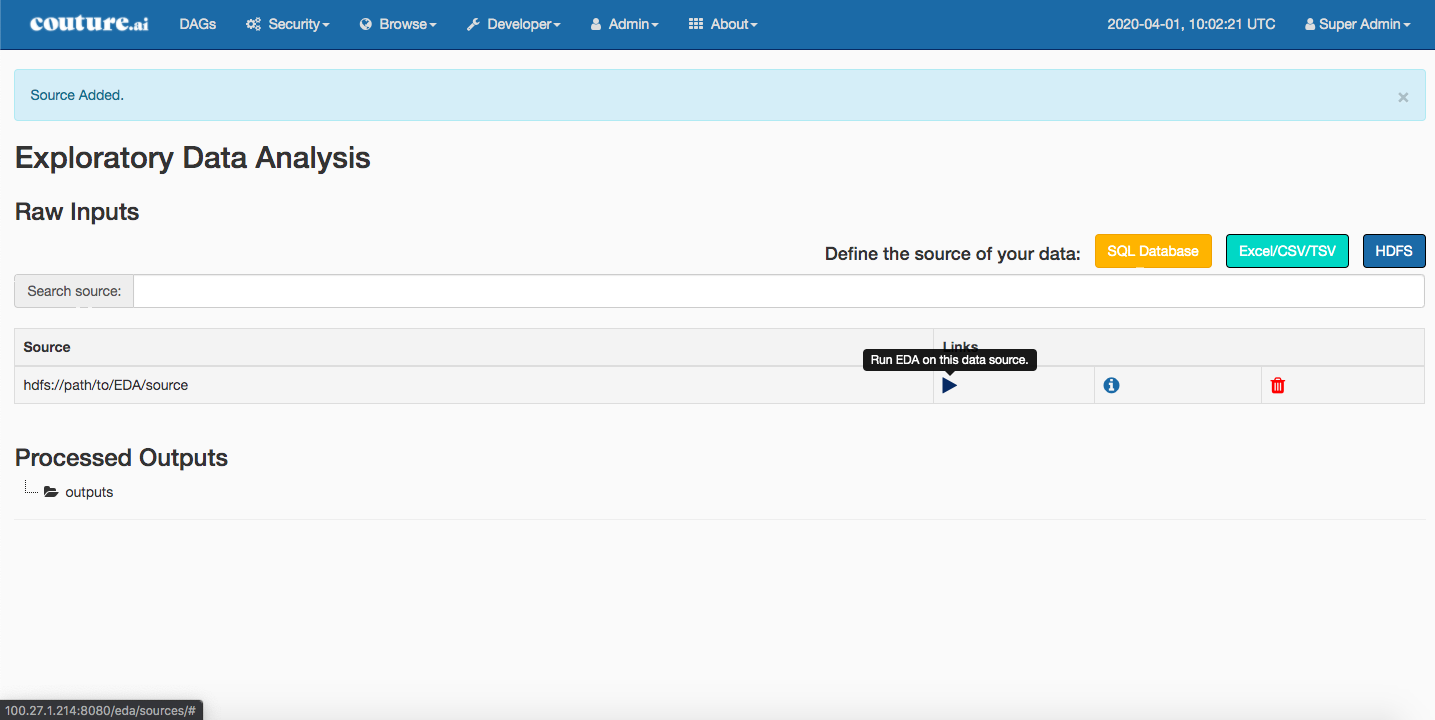 couture.ai DAGs Security Browse Developer Admin About 2020-04-01, 10:02:21 UTC Super Admin
Source Added. ×
Exploratory Data Analysis
Raw Inputs
Define the source of your data: SQL Database Excel/CSV/TSV HDFS
Search source:
Source Links
Run EDA on this data source.
hdfs://path/to/EDA/source
Processed Outputs
outputs
100.27.1.214:8080/eda/sources/#